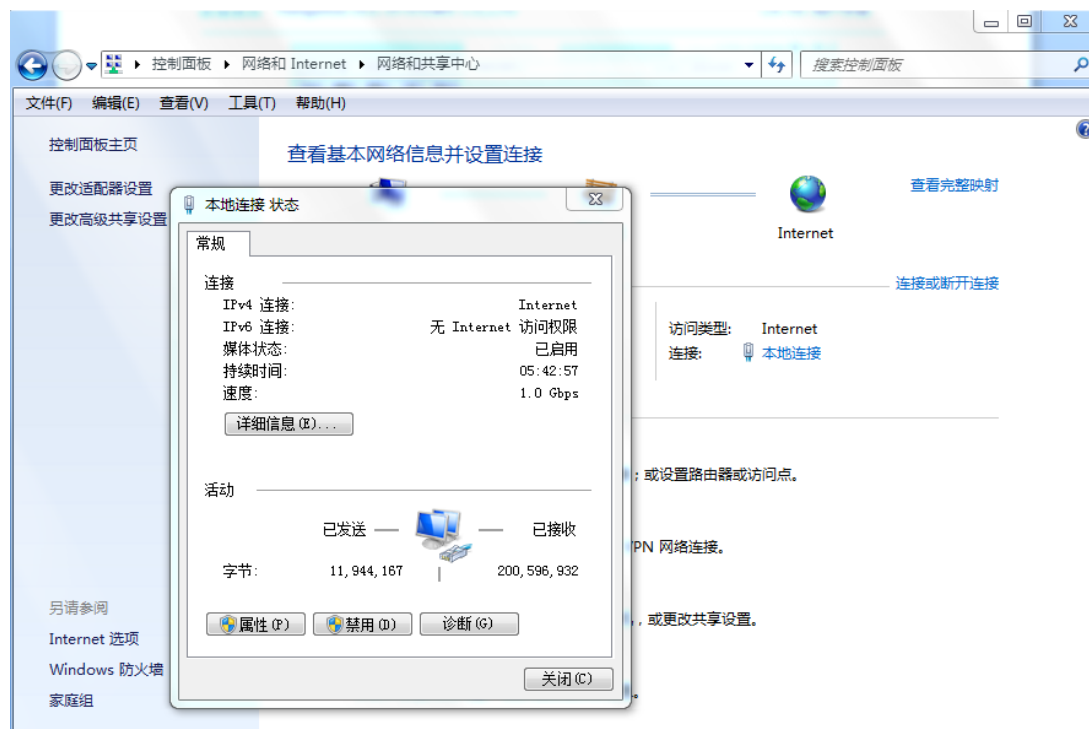 控制面板 ▸ 网络和 Internet ▸ 网络和共享中心
搜索控制面板
文件(F) 编辑(E) 查看(V) 工具(T) 帮助(H)
控制面板主页
更改适配器设置
更改高级共享设置
查看基本网络信息并设置连接
查看完整映射
Internet
连接或断开连接
访问类型: Internet
连接: 本地连接
;或设置路由器或访问点。
PN 网络连接。
,或更改共享设置。
本地连接 状态
常规
连接
IPv4 连接: Internet
IPv6 连接: 无 Internet 访问权限
媒体状态: 已启用
持续时间: 05:42:57
速度: 1.0 Gbps
详细信息(E)...
活动
已发送 — — 已接收
字节: 11,944,167 | 200,596,932
属性(P) 禁用(D) 诊断(G)
关闭(C)
另请参阅
Internet 选项
Windows 防火墙
家庭组